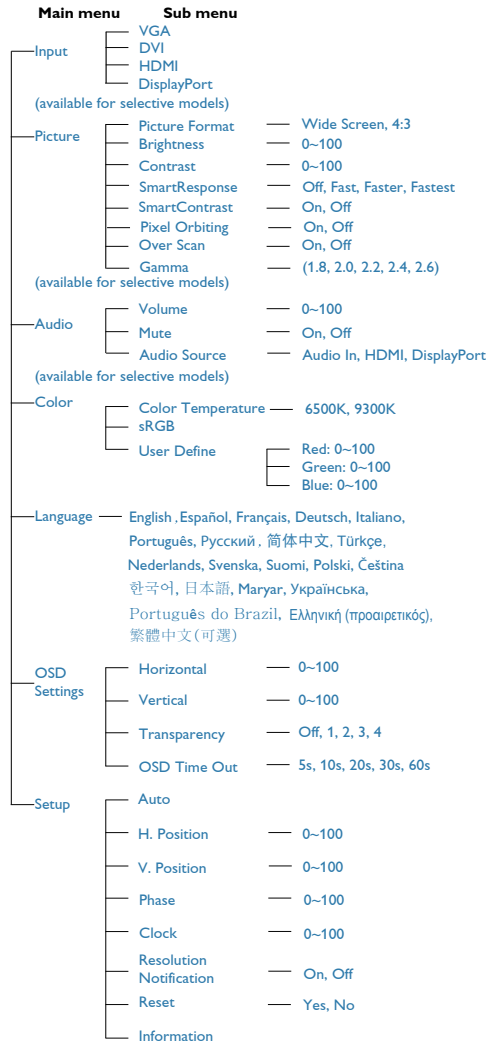 Main menu Sub menu
Input
VGA
DVI
HDMI
DisplayPort
(available for selective models)
Picture
Picture Format Wide Screen, 4:3
Brightness 0~100
Contrast 0~100
SmartResponse Off, Fast, Faster, Fastest
SmartContrast On, Off
Pixel Orbiting On, Off
Over Scan On, Off
Gamma (1.8, 2.0, 2.2, 2.4, 2.6)
(available for selective models)
Audio
Volume 0~100
Mute On, Off
Audio Source Audio In, HDMI, DisplayPort
(available for selective models)
Color
Color Temperature 6500K, 9300K
sRGB
User Define
Red: 0~100
Green: 0~100
Blue: 0~100
Language
English , Español, Français, Deutsch, Italiano,
Português, Русский , 简体中文, Türkçe,
Nederlands, Svenska, Suomi, Polski, Čeština
한국어, 日本語, Maryar, Українська,
Português do Brazil, Ελληνική (προαιρετικός),
繁體中文(可選)
OSD
Settings
Horizontal 0~100
Vertical 0~100
Transparency Off, 1, 2, 3, 4
OSD Time Out 5s, 10s, 20s, 30s, 60s
Setup
Auto
H. Position 0~100
V. Position 0~100
Phase 0~100
Clock 0~100
Resolution
Notification On, Off
Reset Yes, No
Information